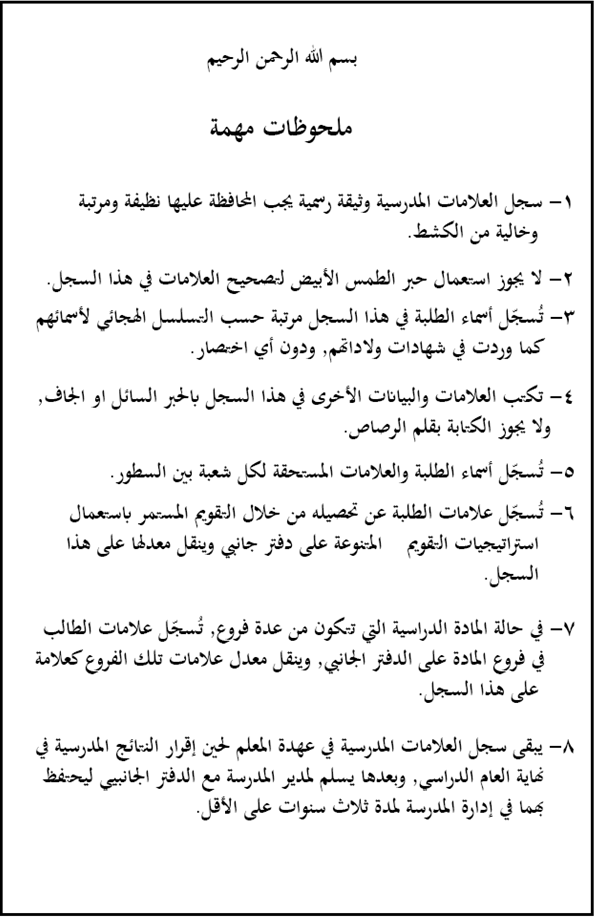 بسم الله الرحمن الرحيم
ملحوظات مهمة
١- سجل العلامات المدرسية وثيقة رسمية يجب المحافظة عليها نظيفة ومرتبة
وخالية من الكشط.
٢- لا يجوز استعمال حبر الطمس الأبيض لتصحيح العلامات في هذا السجل.
٣- تُسجَل أسماء الطلبة في هذا السجل مرتبة حسب التسلسل الهجائي لأسمائهم
كما وردت في شهادات ولاداتهم, ودون أي اختصار.
٤- تكتب العلامات والبيانات الأخرى في هذا السجل بالحبر السائل او الجاف,
ولا يجوز الكتابة بقلم الرصاص.
٥- تُسجَل أسماء الطلبة والعلامات المستحقة لكل شعبة بين السطور.
٦- تُسجَل علامات الطلبة عن تحصيله من خلال التقويم المستمر باستعمال
استراتيجيات التقويم المتنوعة على دفتر جانبي وينقل معدلها على هذا
السجل.
٧- في حالة المادة الدراسية التي تتكون من عدة فروع, تُسجَل علامات الطالب
في فروع المادة على الدفتر الجانبي, وينقل معدل علامات تلك الفروع كعلامة
على هذا السجل.
٨- يبقى سجل العلامات المدرسية في عهدة المعلم لحين إقرار النتائج المدرسية في
نهاية العام الدراسي, وبعدها يسلم لمدير المدرسة مع الدفتر الجانبيي ليحتفظ
بهما في إدارة المدرسة لمدة ثلاث سنوات على الأقل.